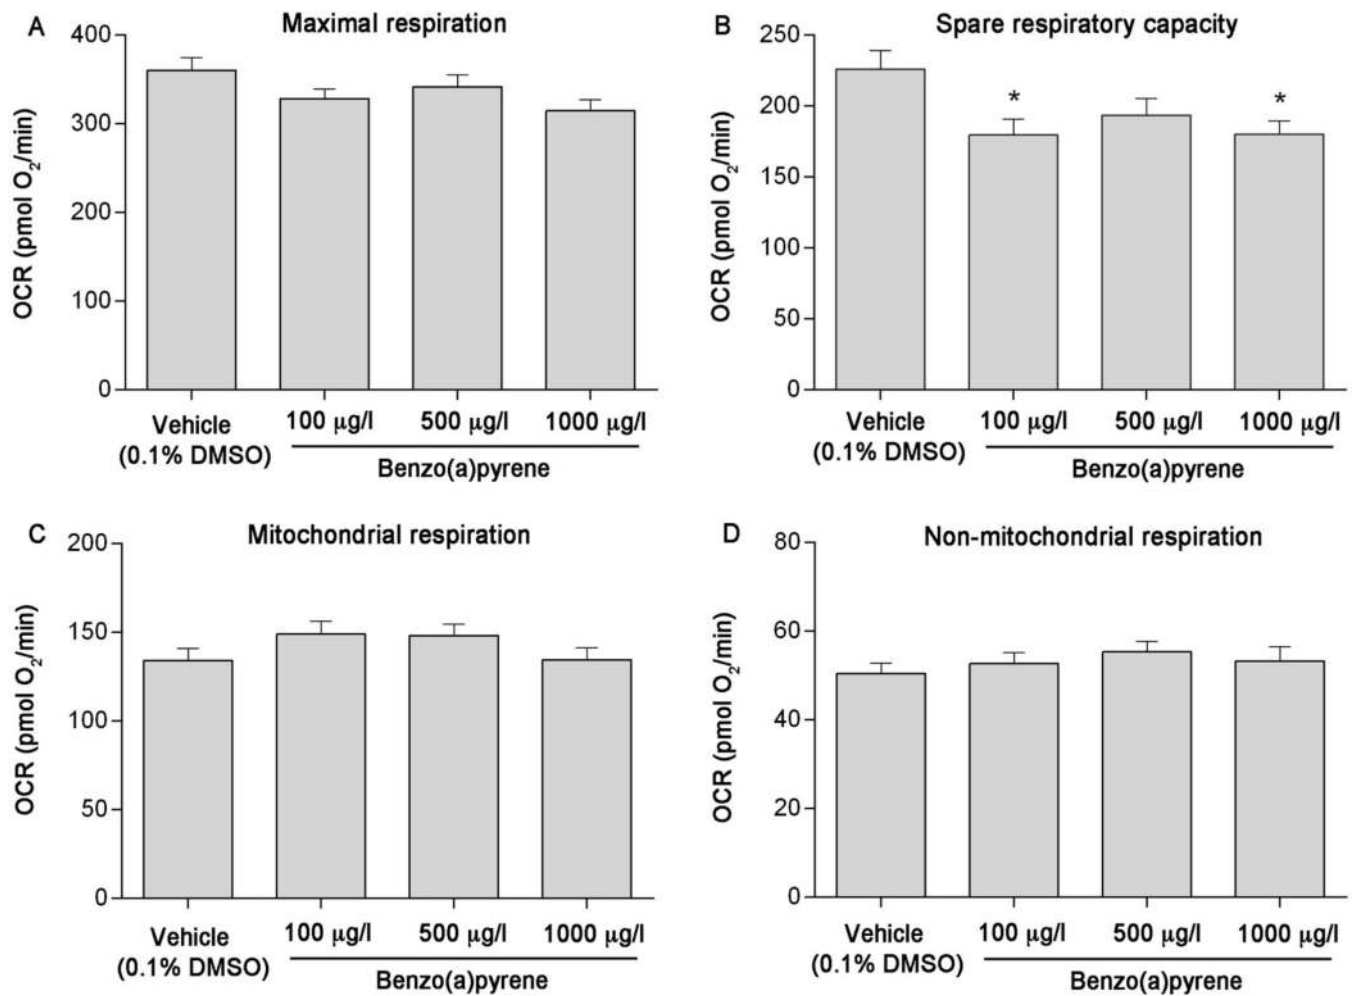 A
Maximal respiration
400
300
200
100
0
OCR (pmol O₂/min)
Vehicle
(0.1% DMSO)
100 µg/l
500 µg/l
1000 µg/l
Benzo(a)pyrene
B
Spare respiratory capacity
250
200
150
100
50
0
OCR (pmol O₂/min)
*
*
Vehicle
(0.1% DMSO)
100 µg/l
500 µg/l
1000 µg/l
Benzo(a)pyrene
C
Mitochondrial respiration
200
150
100
50
0
OCR (pmol O₂/min)
Vehicle
(0.1% DMSO)
100 µg/l
500 µg/l
1000 µg/l
Benzo(a)pyrene
D
Non-mitochondrial respiration
80
60
40
20
0
OCR (pmol O₂/min)
Vehicle
(0.1% DMSO)
100 µg/l
500 µg/l
1000 µg/l
Benzo(a)pyrene